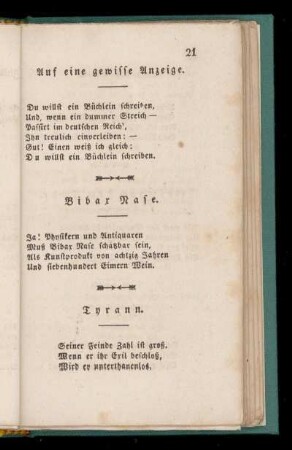 21
Auf eine gewisse Anzeige.
Du willst ein Büchlein schreiben,
Und, wenn ein dummer Streich —
Passirt im deutschen Reich',
Ihn treulich einverleiben: —
Gut! Einen weiß ich gleich:
Du willst ein Büchlein schreiben.
Bibax Nase.
Ja! Physikern und Antiquaren
Muß Bibax Nase schätzbar sein,
Als Kunstprodukt von achtzig Jahren
Und siebenhundert Eimern Wein.
Tyrann.
Seiner Feinde Zahl ist groß.
Wenn er ihr Exil beschloß,
Wird er unterthanenlos.